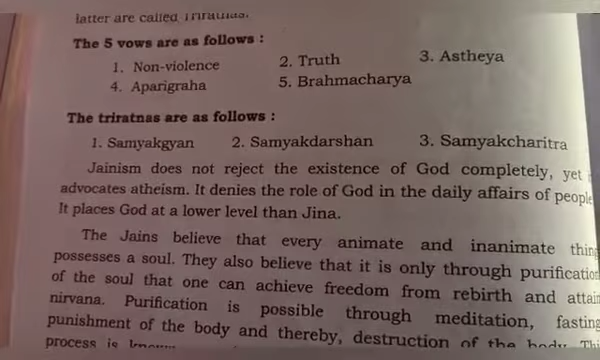 latter are called Triratnas.
The 5 vows are as follows :
1. Non-violence 2. Truth 3. Astheya
4. Aparigraha 5. Brahmacharya
The triratnas are as follows :
1. Samyakgyan 2. Samyakdarshan 3. Samyakcharitra
Jainism does not reject the existence of God completely, yet
advocates atheism. It denies the role of God in the daily affairs of people
It places God at a lower level than Jina.
The Jains believe that every animate and inanimate thing
possesses a soul. They also believe that it is only through purification
of the soul that one can achieve freedom from rebirth and attain
nirvana. Purification is possible through meditation, fasting
punishment of the body and thereby, destruction of the body. Thi
process is